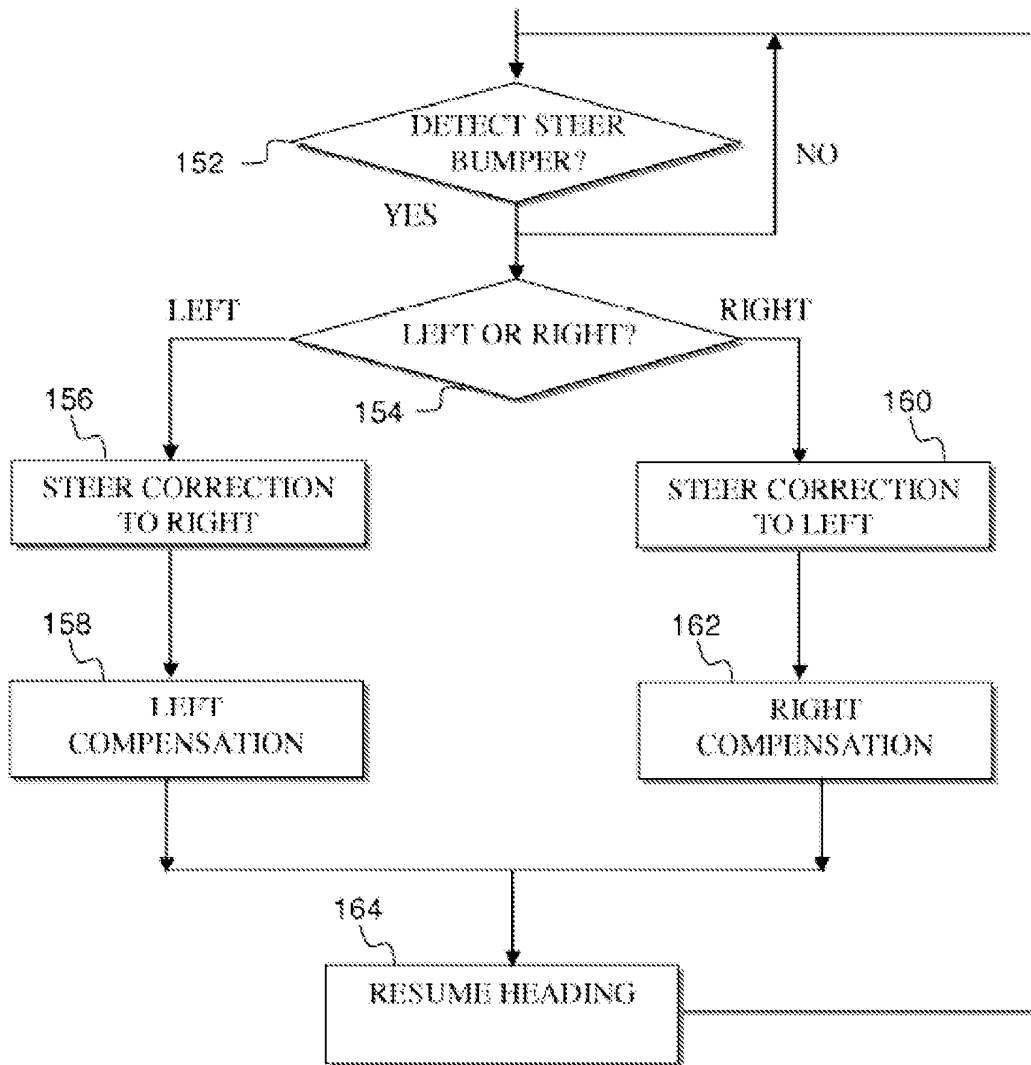 DETECT STEER
BUMPER?
152
NO
YES
LEFT
RIGHT
LEFT OR RIGHT?
154
156
160
STEER CORRECTION
TO RIGHT
STEER CORRECTION
TO LEFT
158
162
LEFT
COMPENSATION
RIGHT
COMPENSATION
164
RESUME HEADING